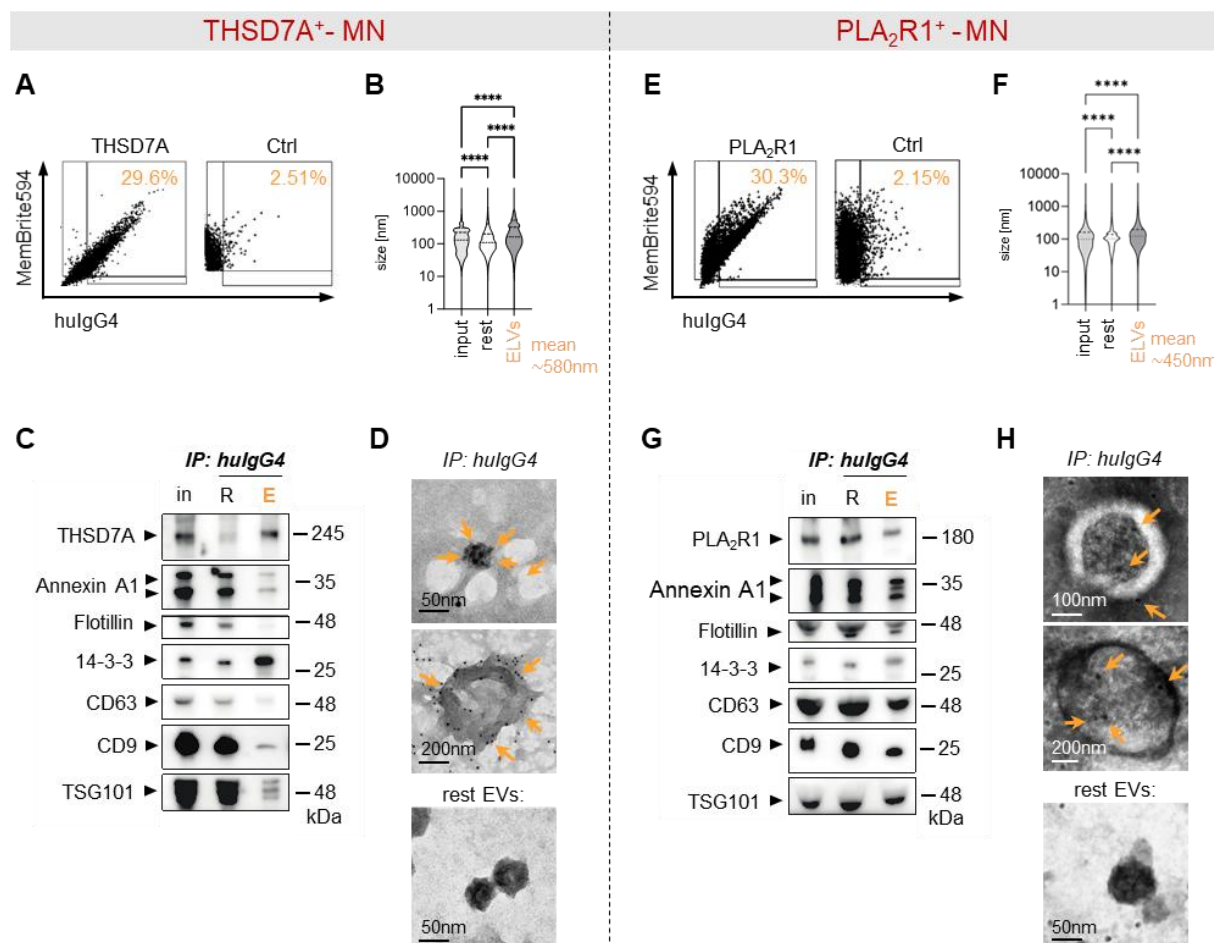 THSD7A⁺- MN
PLA₂R1⁺ - MN
A
THSD7A
Ctrl
29.6%
2.51%
MemBrite594
huIgG4
B
****
****
****
size [nm]
10000
1000
100
10
1
input
rest
ELVs
mean
~580nm
C
IP: huIgG4
in R E
THSD7A
245
Annexin A1
35
Flotillin
48
14-3-3
25
CD63
48
CD9
25
TSG101
48
kDa
D
IP: huIgG4
50nm
200nm
rest EVs:
50nm
E
PLA₂R1
Ctrl
30.3%
2.15%
MemBrite594
huIgG4
F
****
****
****
size [nm]
10000
1000
100
10
1
input
rest
ELVs
mean
~450nm
G
IP: huIgG4
in R E
PLA₂R1
180
Annexin A1
35
Flotillin
48
14-3-3
25
CD63
48
CD9
25
TSG101
48
kDa
H
IP: huIgG4
100nm
200nm
rest EVs:
50nm